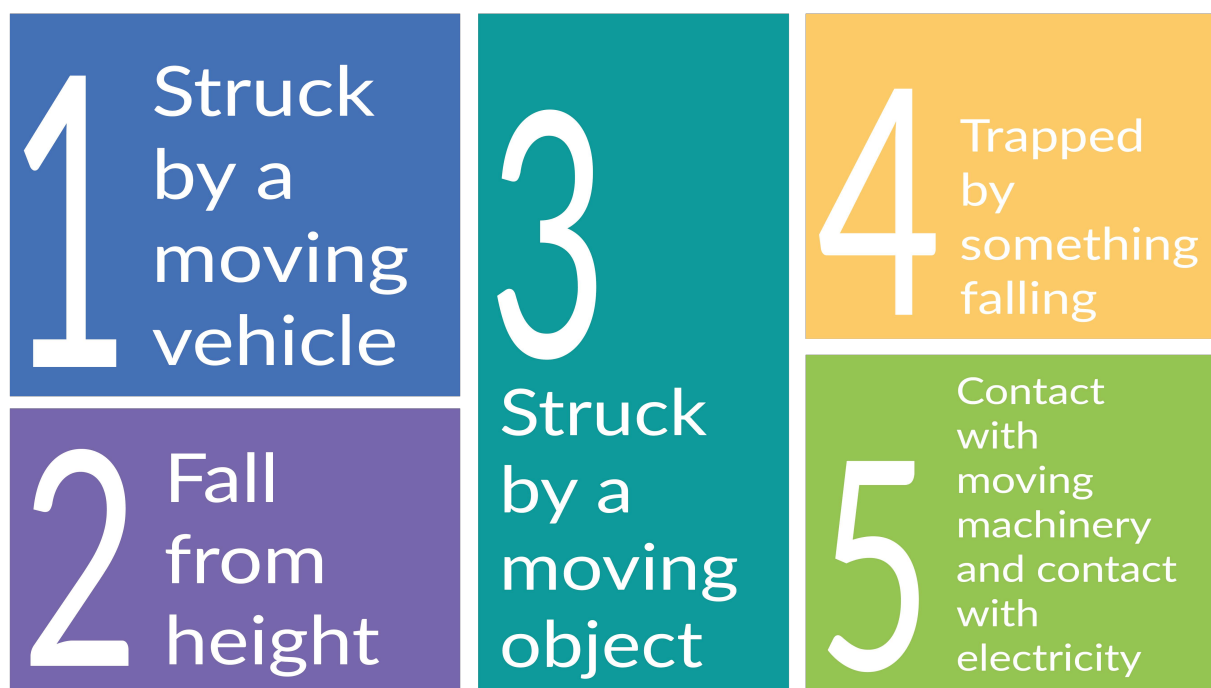 1
Struck
by a
moving
vehicle
2
Fall
from
height
3
Struck
by a
moving
object
4
Trapped
by
something
falling
5
Contact
with
moving
machinery
and contact
with
electricity